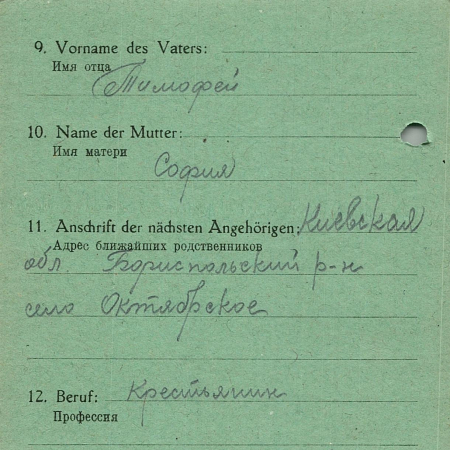 9. Vorname des Vaters:
Имя отца
Тимофей
10. Name der Mutter:
Имя матери
София
11. Anschrift der nächsten Angehörigen: Киевская
Адрес ближайших родственников
обл. Бориспольский р-н
село Октябрское
12. Beruf: Крестьянин
Профессия